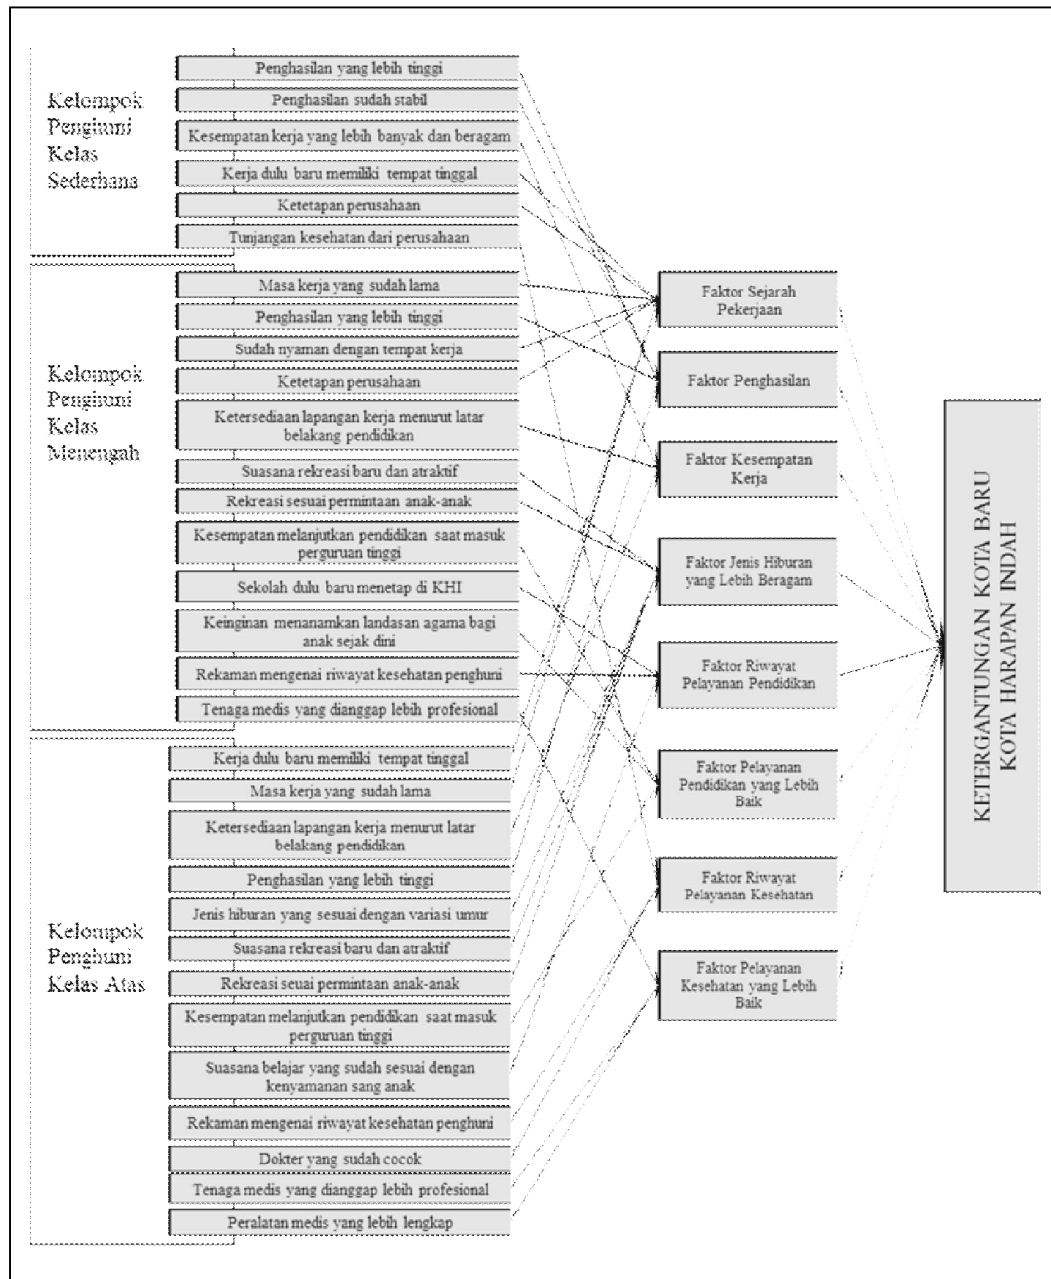 Kelompok
Penghuni
Kelas
Sederhana
Penghasilan yang lebih tinggi
Penghasilan sudah stabil
Kesempatan kerja yang lebih banyak dan beragam
Kerja dulu baru memiliki tempat tinggal
Ketetapan perusahaan
Tunjangan kesehatan dari perusahaan
Kelompok
Penghuni
Kelas
Menengah
Masa kerja yang sudah lama
Penghasilan yang lebih tinggi
Sudah nyaman dengan tempat kerja
Ketetapan perusahaan
Ketersediaan lapangan kerja menurut latar
belakang pendidikan
Suasana rekreasi baru dan atraktif
Rekreasi sesuai permintaan anak-anak
Kesempatan melanjutkan pendidikan saat masuk
perguruan tinggi
Sekolah dulu baru menetap di KHI
Keinginan menanamkan landasan agama bagi
anak sejak dini
Rekaman mengenai riwayat kesehatan penghuni
Tenaga medis yang dianggap lebih profesional
Kelompok
Penghuni
Kelas Atas
Kerja dulu baru memiliki tempat tinggal
Masa kerja yang sudah lama
Ketersediaan lapangan kerja menurut latar
belakang pendidikan
Penghasilan yang lebih tinggi
Jenis hiburan yang sesuai dengan variasi umur
Suasana rekreasi baru dan atraktif
Rekreasi seuai permintaan anak-anak
Kesempatan melanjutkan pendidikan saat masuk
perguruan tinggi
Suasana belajar yang sudah sesuai dengan
kenyamanan sang anak
Rekaman mengenai riwayat kesehatan penghuni
Dokter yang sudah cocok
Tenaga medis yang dianggap lebih profesional
Peralatan medis yang lebih lengkap
Faktor Sejarah
Pekerjaan
Faktor Penghasilan
Faktor Kesempatan
Kerja
Faktor Jenis Hiburan
yang Lebih Beragam
Faktor Riwayat
Pelayanan Pendidikan
Faktor Pelayanan
Pendidikan yang Lebih
Baik
Faktor Riwayat
Pelayanan Kesehatan
Faktor Pelayanan
Kesehatan yang Lebih
Baik
KETERGANTUNGAN KOTA BARU
KOTA HARAPAN INDAH